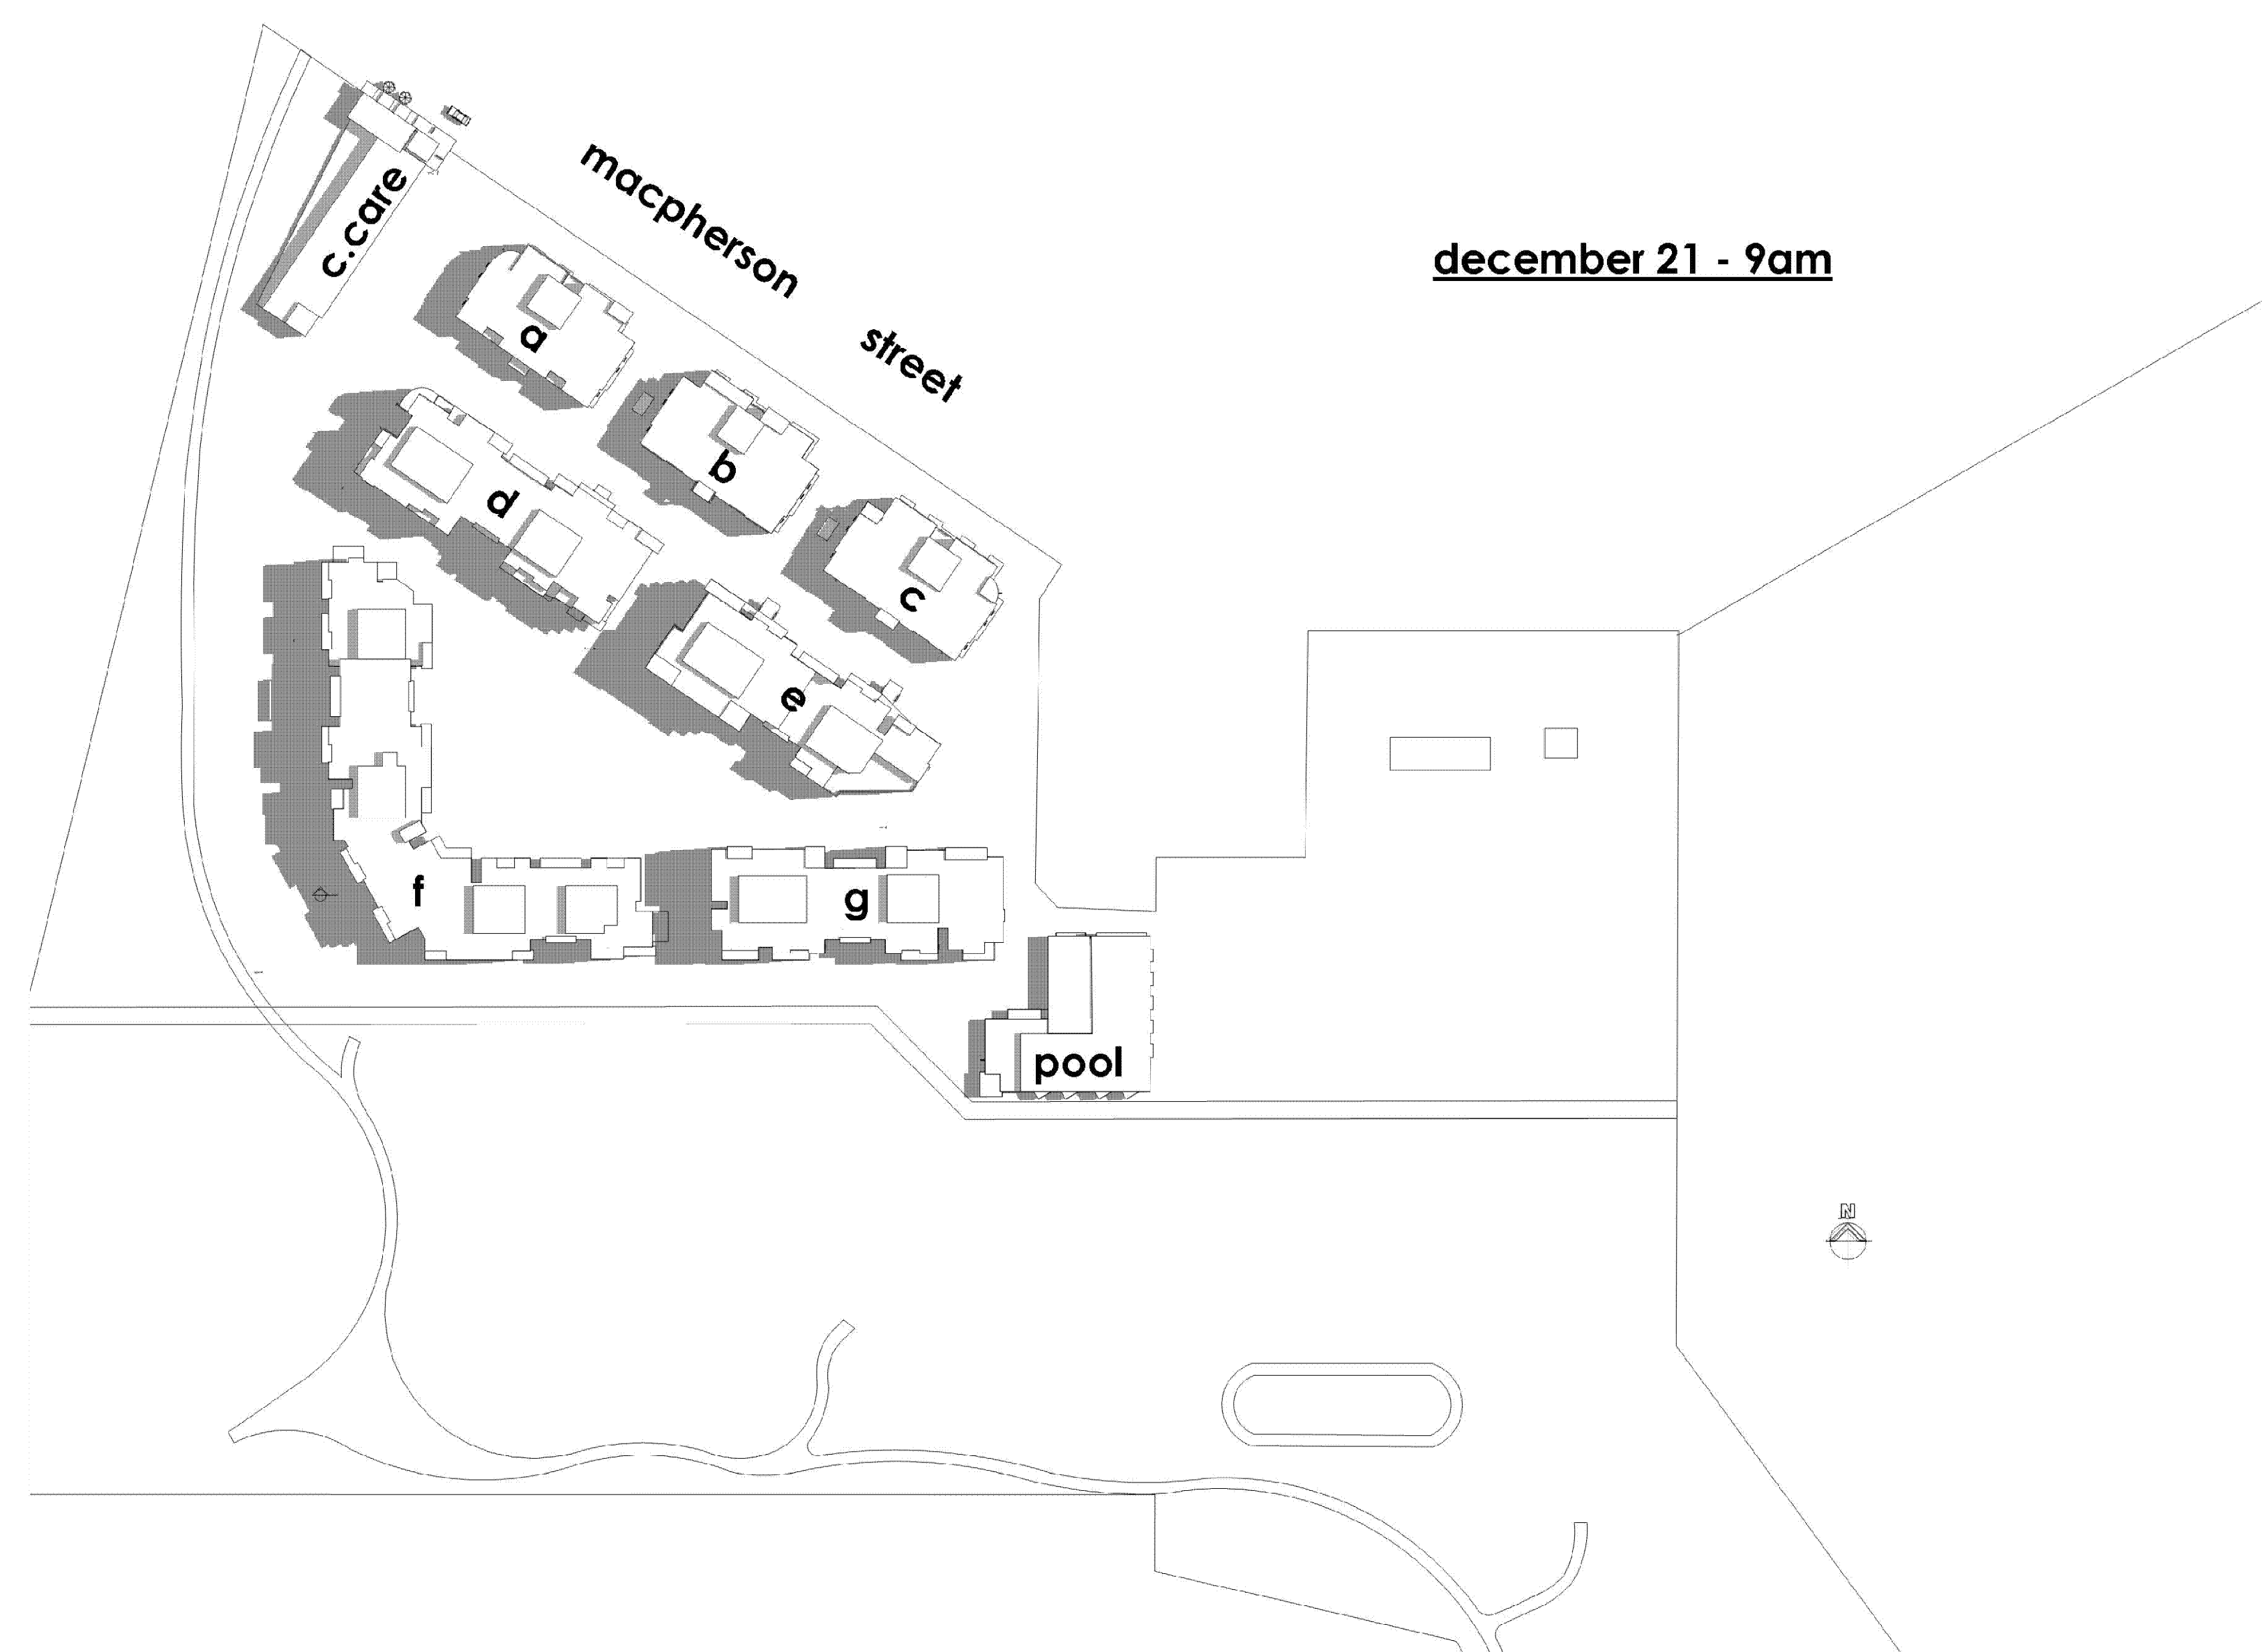 c.care
macpherson
street
december 21 - 9am
a
b
c
d
e
f
g
pool
N